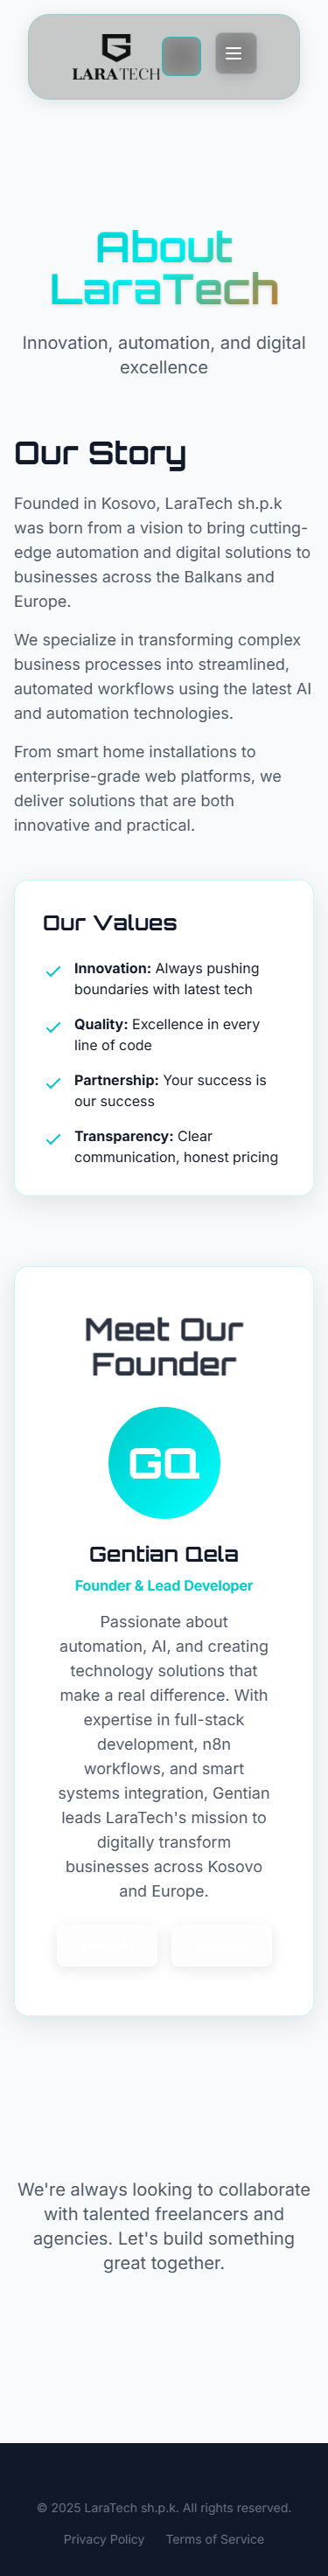 LARATECH
About
LaraTech
Innovation, automation, and digital
excellence
Our Story
Founded in Kosovo, LaraTech sh.p.k
was born from a vision to bring cutting-
edge automation and digital solutions to
businesses across the Balkans and
Europe.
We specialize in transforming complex
business processes into streamlined,
automated workflows using the latest AI
and automation technologies.
From smart home installations to
enterprise-grade web platforms, we
deliver solutions that are both
innovative and practical.
Our Values
Innovation: Always pushing
boundaries with latest tech
Quality: Excellence in every
line of code
Partnership: Your success is
our success
Transparency: Clear
communication, honest pricing
Meet Our
Founder
GQ
Gentian Qela
Founder & Lead Developer
Passionate about
automation, AI, and creating
technology solutions that
make a real difference. With
expertise in full-stack
development, n8n
workflows, and smart
systems integration, Gentian
leads LaraTech's mission to
digitally transform
businesses across Kosovo
and Europe.
We're always looking to collaborate
with talented freelancers and
agencies. Let's build something
great together.
© 2025 LaraTech sh.p.k. All rights reserved.
Privacy Policy Terms of Service